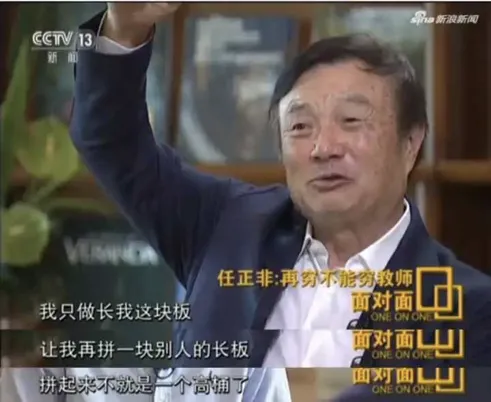 CCTV 13
新闻
sina 新浪新闻
任正非:再穷不能穷教师
面对面
ONE ON ONE
我只做长我这块板
让我再拼一块别人的长板
面对面
ONE ON ONE
拼起来不就是一个高桶了
面对面
ONE ON ONE